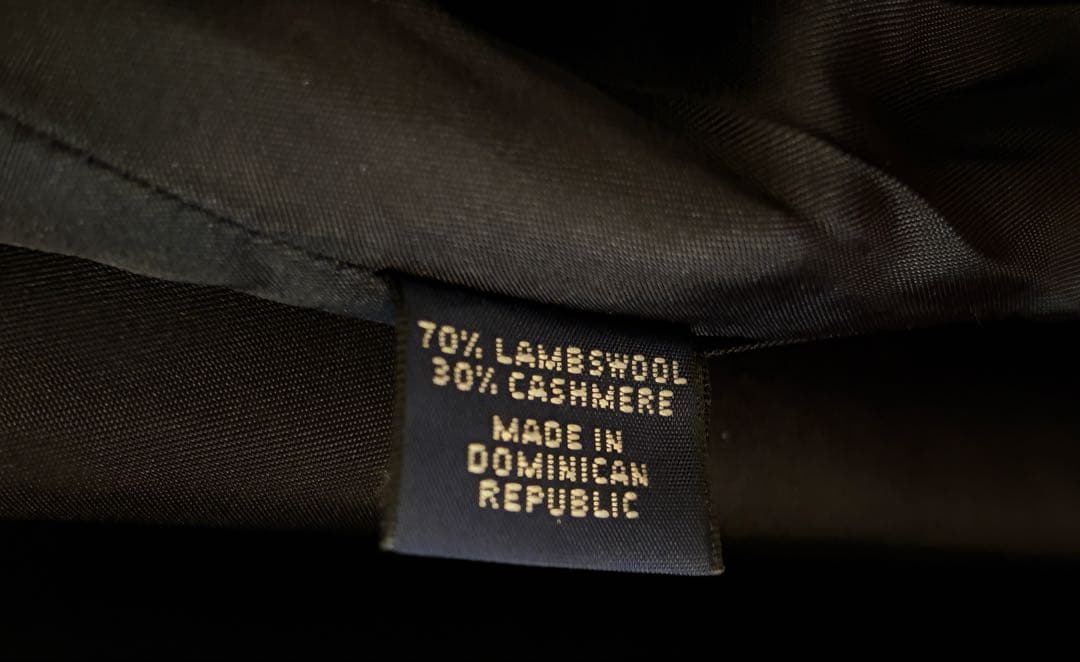 70% LAMBSWOOL
30% CASHMERE
MADE IN
DOMINICAN
REPUBLIC